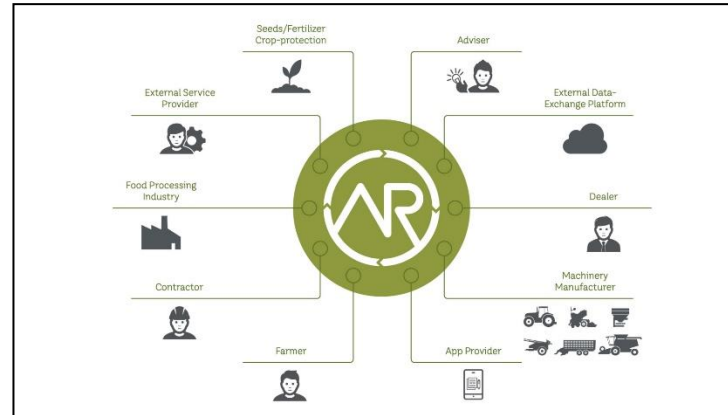 Seeds/Fertilizer
Crop-protection
Adviser
External Service
Provider
External Data-
Exchange Platform
Food Processing
Industry
AR
Dealer
Contractor
Machinery
Manufacturer
Farmer
App Provider